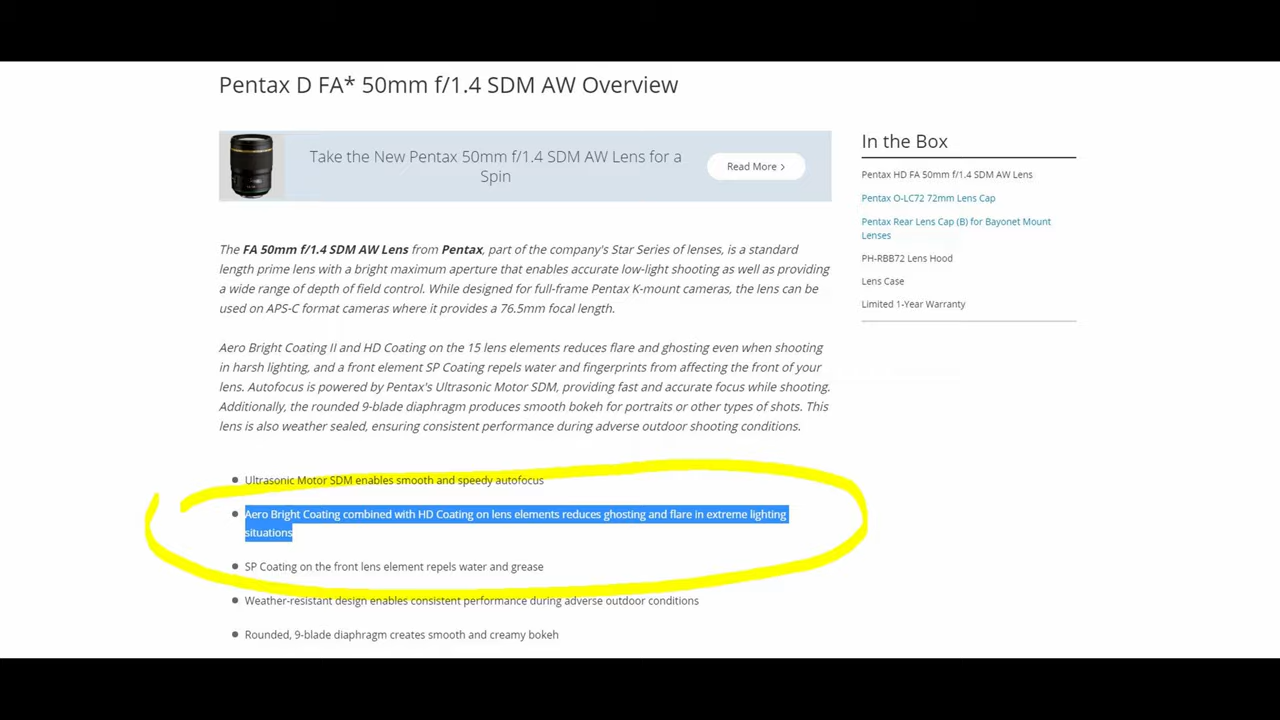 Pentax D FA* 50mm f/1.4 SDM AW Overview
Take the New Pentax 50mm f/1.4 SDM AW Lens for a
Spin
Read More >
The FA 50mm f/1.4 SDM AW Lens from Pentax, part of the company's Star Series of lenses, is a standard
length prime lens with a bright maximum aperture that enables accurate low-light shooting as well as providing
a wide range of depth of field control. While designed for full-frame Pentax K-mount cameras, the lens can be
used on APS-C format cameras where it provides a 76.5mm focal length.
Aero Bright Coating II and HD Coating on the 15 lens elements reduces flare and ghosting even when shooting
in harsh lighting, and a front element SP Coating repels water and fingerprints from affecting the front of your
lens. Autofocus is powered by Pentax's Ultrasonic Motor SDM, providing fast and accurate focus while shooting.
Additionally, the rounded 9-blade diaphragm produces smooth bokeh for portraits or other types of shots. This
lens is also weather sealed, ensuring consistent performance during adverse outdoor shooting conditions.
Ultrasonic Motor SDM enables smooth and speedy autofocus
Aero Bright Coating combined with HD Coating on lens elements reduces ghosting and flare in extreme lighting
situations
SP Coating on the front lens element repels water and grease
Weather-resistant design enables consistent performance during adverse outdoor conditions
Rounded, 9-blade diaphragm creates smooth and creamy bokeh
In the Box
Pentax HD FA 50mm f/1.4 SDM AW Lens
Pentax O-LC72 72mm Lens Cap
Pentax Rear Lens Cap (B) for Bayonet Mount
Lenses
PH-RBB72 Lens Hood
Lens Case
Limited 1-Year Warranty